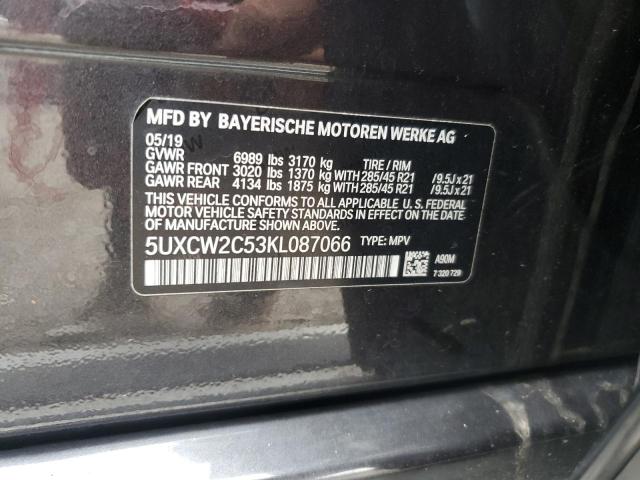 MFD BY BAYERISCHE MOTOREN WERKE AG
05/19
GVWR 6989 lbs 3170 kg TIRE / RIM
GAWR FRONT 3020 lbs 1370 kg WITH 285/45 R21 /9.5J x 21
GAWR REAR 4134 lbs 1875 kg WITH 285/45 R21 /9.5J x 21
THIS VEHICLE CONFORMS TO ALL APPLICABLE U. S. FEDERAL
MOTOR VEHICLE SAFETY STANDARDS IN EFFECT ON THE DATE OF
MANUFACTURE SHOWN ABOVE.
5UXCW2C53KL087066 TYPE: MPV
A90M
7 320 729